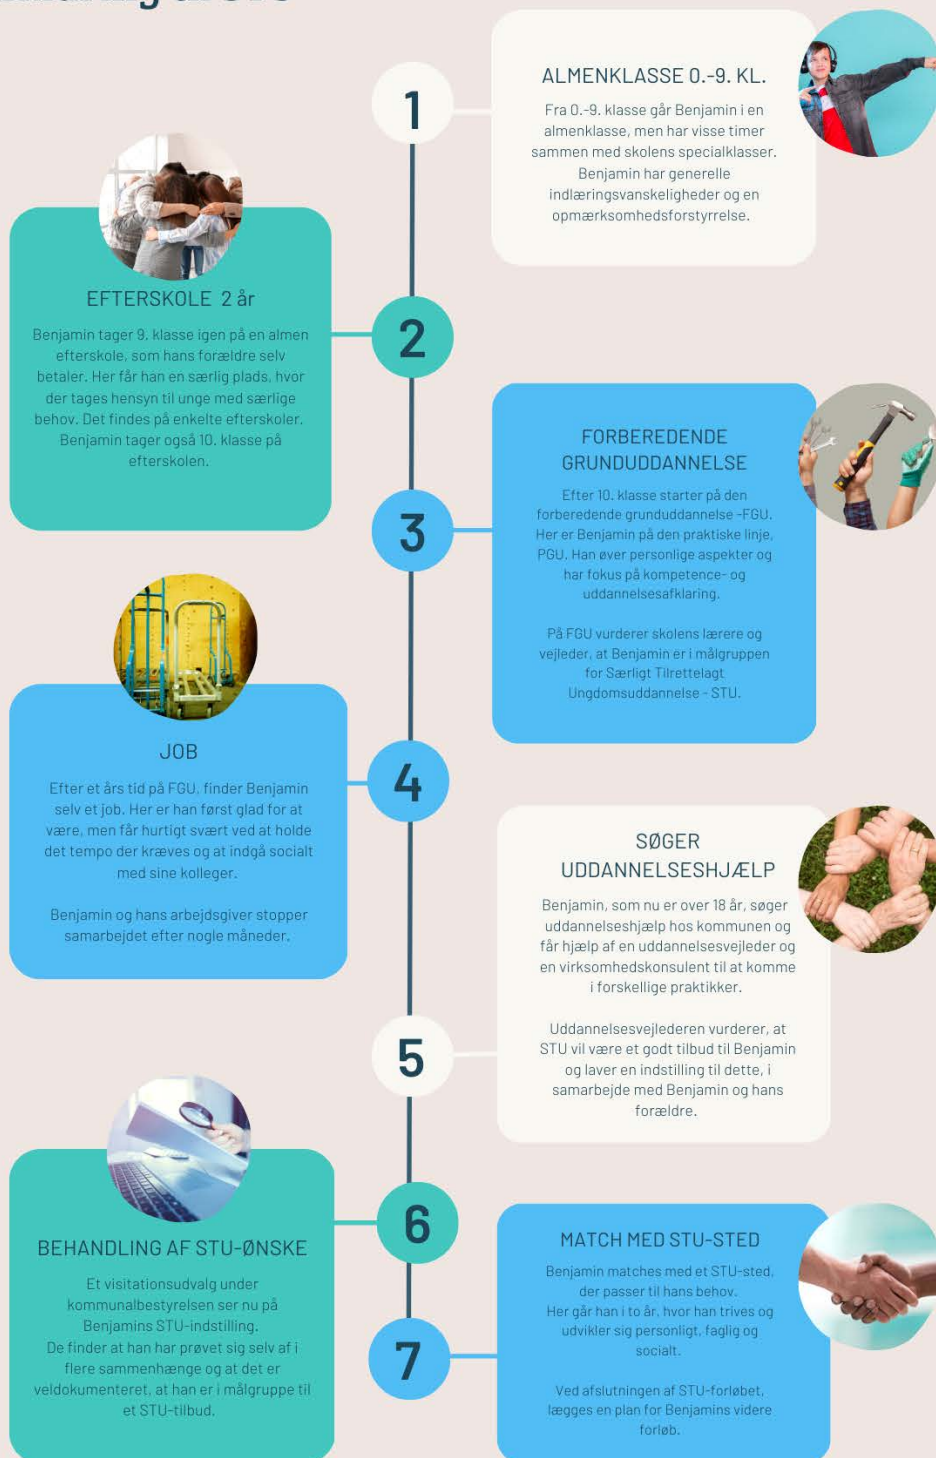 1
ALMENKLASSE 0.-9. KL.
Fra 0.-9. klasse går Benjamin i en
almenklasse, men har visse timer
sammen med skolens specialklasser.
Benjamin har generelle
indlæringsvanskeligheder og en
opmærksomhedsforstyrrelse.
2
EFTERSKOLE 2 år
Benjamin tager 9. klasse igen på en almen
efterskole, som hans forældre selv
betaler. Her får han en særlig plads, hvor
der tages hensyn til unge med særlige
behov. Det findes på enkelte efterskoler.
Benjamin tager også 10. klasse på
efterskolen.
3
FORBEREDENDE
GRUNDUDDANNELSE
Efter 10. klasse starter på den
forberedende grunduddannelse -FGU.
Her er Benjamin på den praktiske linje,
PGU. Han øver personlige aspekter og
har fokus på kompetence- og
uddannelsesafklaring.
På FGU vurderer skolens lærere og
vejleder, at Benjamin er i målgruppen
for Særligt Tilrettelagt
Ungdomsuddannelse - STU.
4
JOB
Efter et års tid på FGU, finder Benjamin
selv et job. Her er han først glad for at
være, men får hurtigt svært ved at holde
det tempo der kræves og at indgå socialt
med sine kolleger.
Benjamin og hans arbejdsgiver stopper
samarbejdet efter nogle måneder.
5
SØGER
UDDANNELSESHJÆLP
Benjamin, som nu er over 18 år, søger
uddannelseshjælp hos kommunen og
får hjælp af en uddannelsesvejleder og
en virksomhedskonsulent til at komme
i forskellige praktikker.
Uddannelsesvejlederen vurderer, at
STU vil være et godt tilbud til Benjamin
og laver en indstilling til dette, i
samarbejde med Benjamin og hans
forældre.
6
BEHANDLING AF STU-ØNSKE
Et visitationsudvalg under
kommunalbestyrelsen ser nu på
Benjamins STU-indstilling.
De finder at han har prøvet sig selv af i
flere sammenhænge og at det er
veldokumenteret, at han er i målgruppe til
et STU-tilbud.
7
MATCH MED STU-STED
Benjamin matches med et STU-sted,
der passer til hans behov.
Her går han i to år, hvor han trives og
udvikler sig personligt, faglig og
socialt.
Ved afslutningen af STU-forløbet,
lægges en plan for Benjamins videre
forløb.